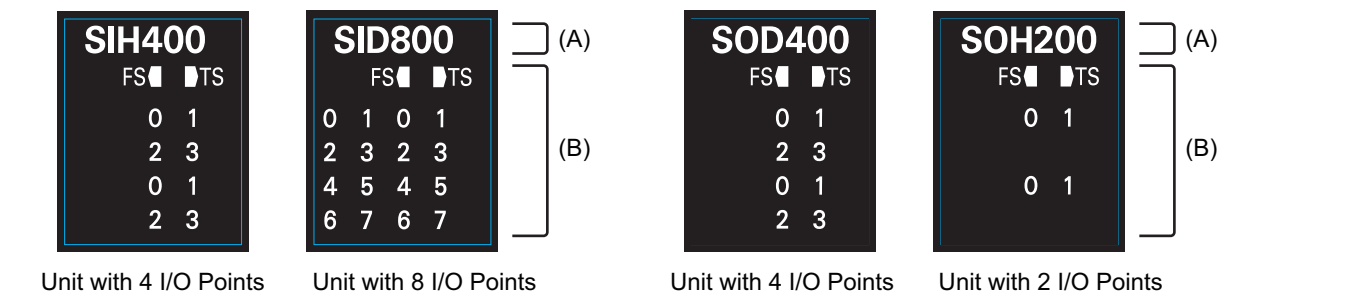 SIH400
FS TS
0 1
2 3
0 1
2 3
Unit with 4 I/O Points
SID800
FS TS
0 1 0 1
2 3 2 3
4 5 4 5
6 7 6 7
(A)
(B)
Unit with 8 I/O Points
SOD400
FS TS
0 1
2 3
0 1
2 3
Unit with 4 I/O Points
SOH200
FS TS
0 1
0 1
(A)
(B)
Unit with 2 I/O Points